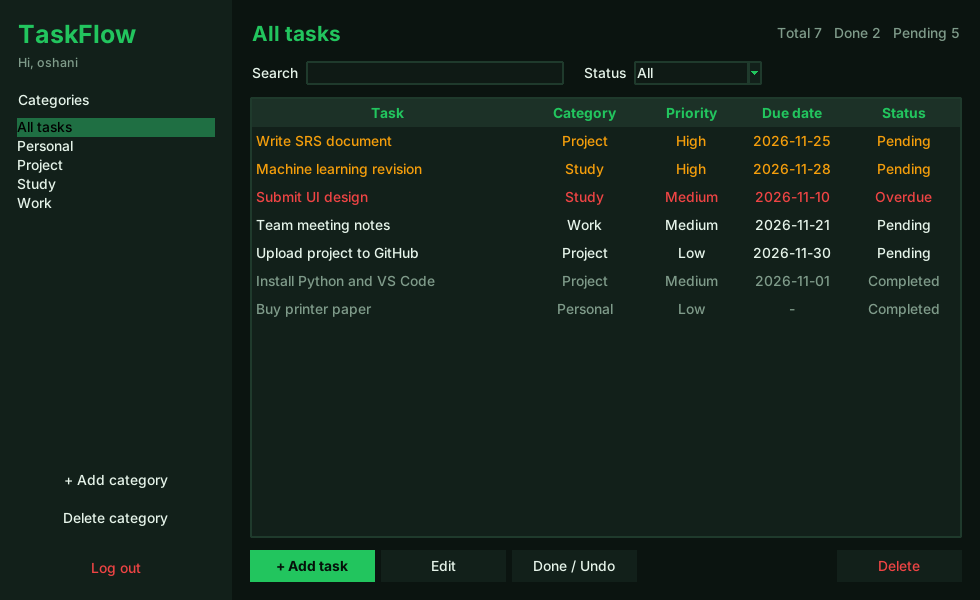 TaskFlow
Hi, oshani
Categories
All tasks
Personal
Project
Study
Work
+ Add category
Delete category
Log out
All tasks
Total 7 Done 2 Pending 5
Search Status All
Task Category Priority Due date Status
Write SRS document Project High 2026-11-25 Pending
Machine learning revision Study High 2026-11-28 Pending
Submit UI design Study Medium 2026-11-10 Overdue
Team meeting notes Work Medium 2026-11-21 Pending
Upload project to GitHub Project Low 2026-11-30 Pending
Install Python and VS Code Project Medium 2026-11-01 Completed
Buy printer paper Personal Low - Completed
+ Add task Edit Done / Undo Delete